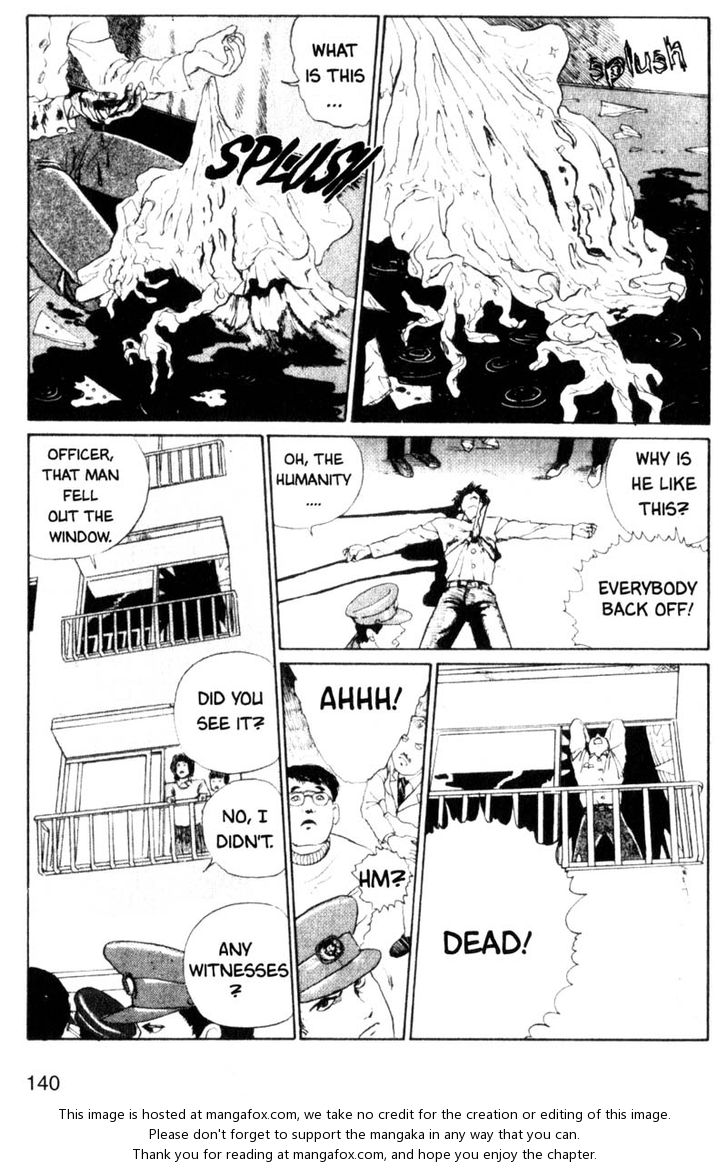 WHAT
IS THIS
...
SPLUSH
splush
OFFICER,
THAT MAN
FELL
OUT THE
WINDOW.
DID YOU
SEE IT?
NO, I
DIDN'T.
ANY
WITNESSES
?
OH, THE
HUMANITY
....
WHY IS
HE LIKE
THIS?
EVERYBODY
BACK OFF!
AHHH!
HM?
DEAD!
140
This image is hosted at mangafox.com, we take no credit for the creation or editing of this image.
Please don't forget to support the mangaka in any way that you can.
Thank you for reading at mangafox.com, and hope you enjoy the chapter.